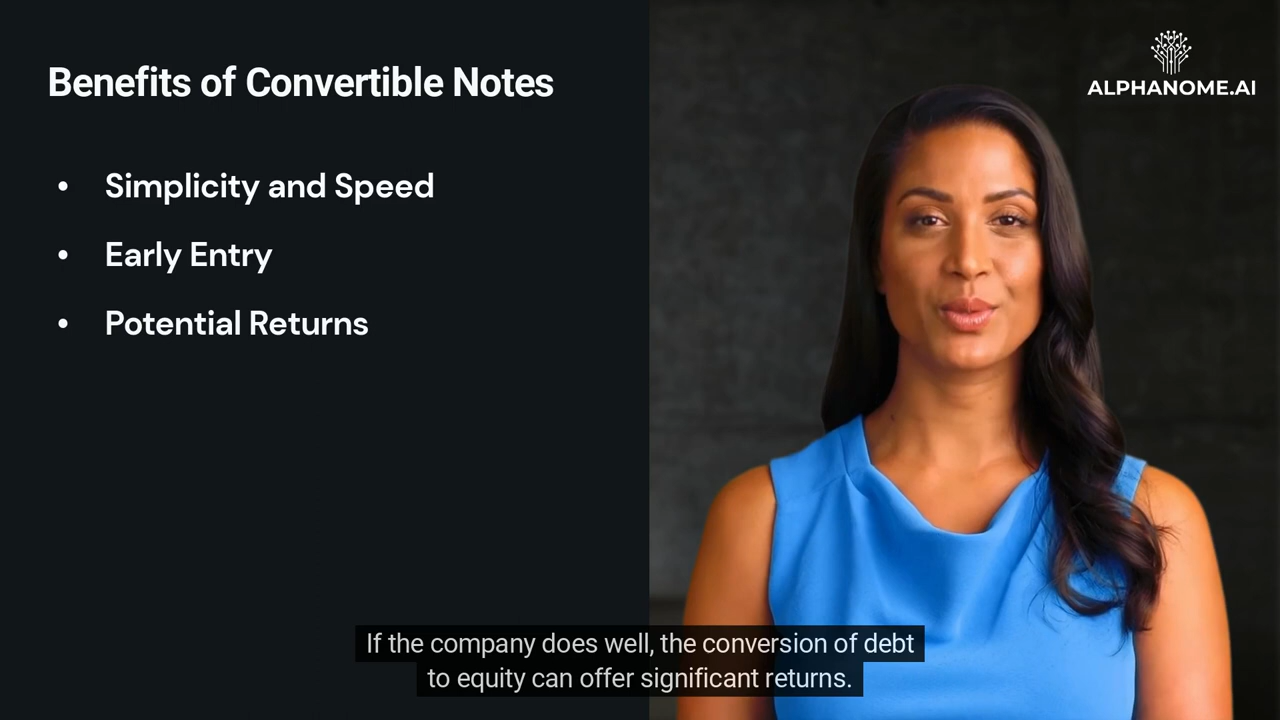 Benefits of Convertible Notes
ALPHANOME.AI
• Simplicity and Speed
• Early Entry
• Potential Returns
If the company does well, the conversion of debt
to equity can offer significant returns.